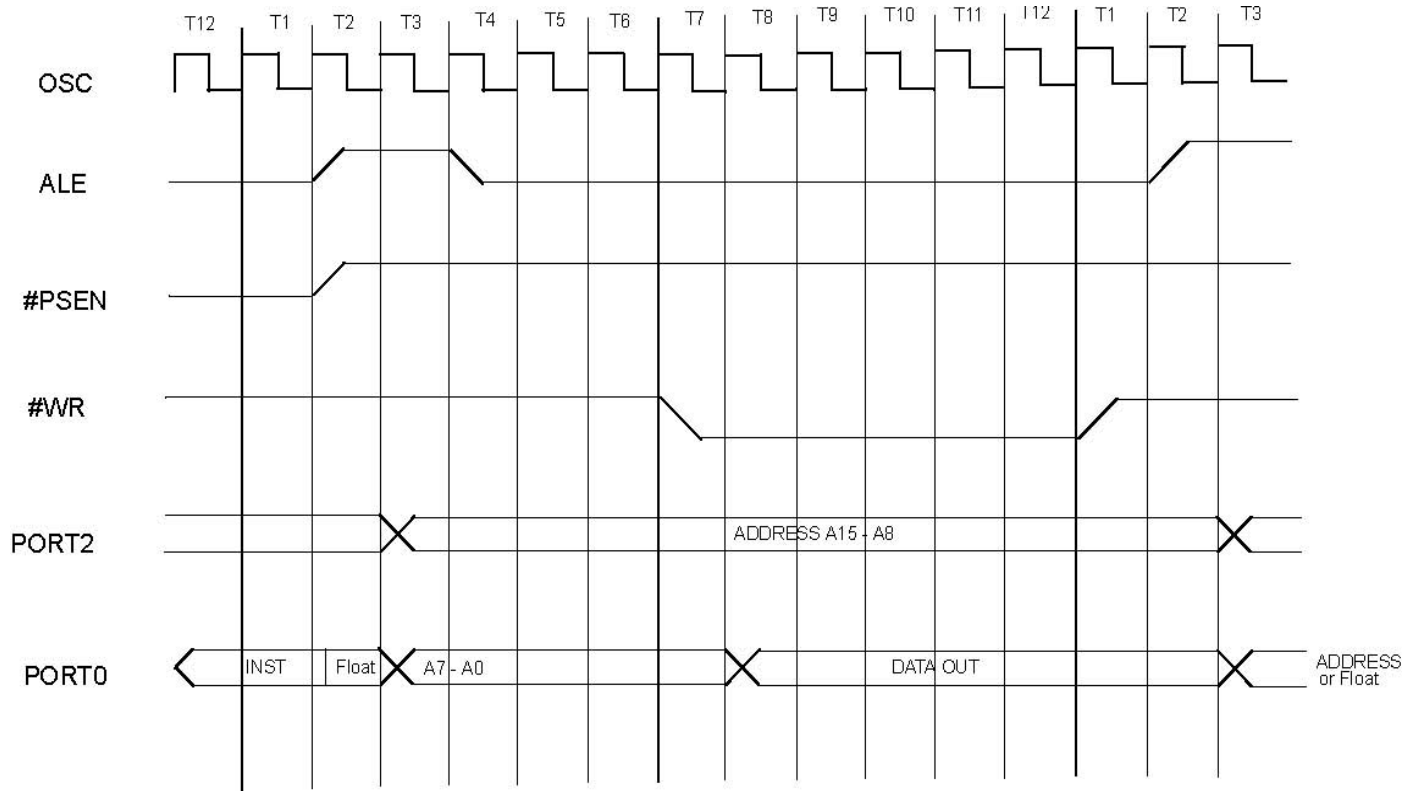 T12 T1 T2 T3 T4 T5 T6 T7 T8 T9 T10 T11 T12 T1 T2 T3
OSC
ALE
#PSEN
#WR
PORT2 ADDRESS A15 - A8
PORT0 INST Float A7 - A0 DATA OUT ADDRESS
or Float